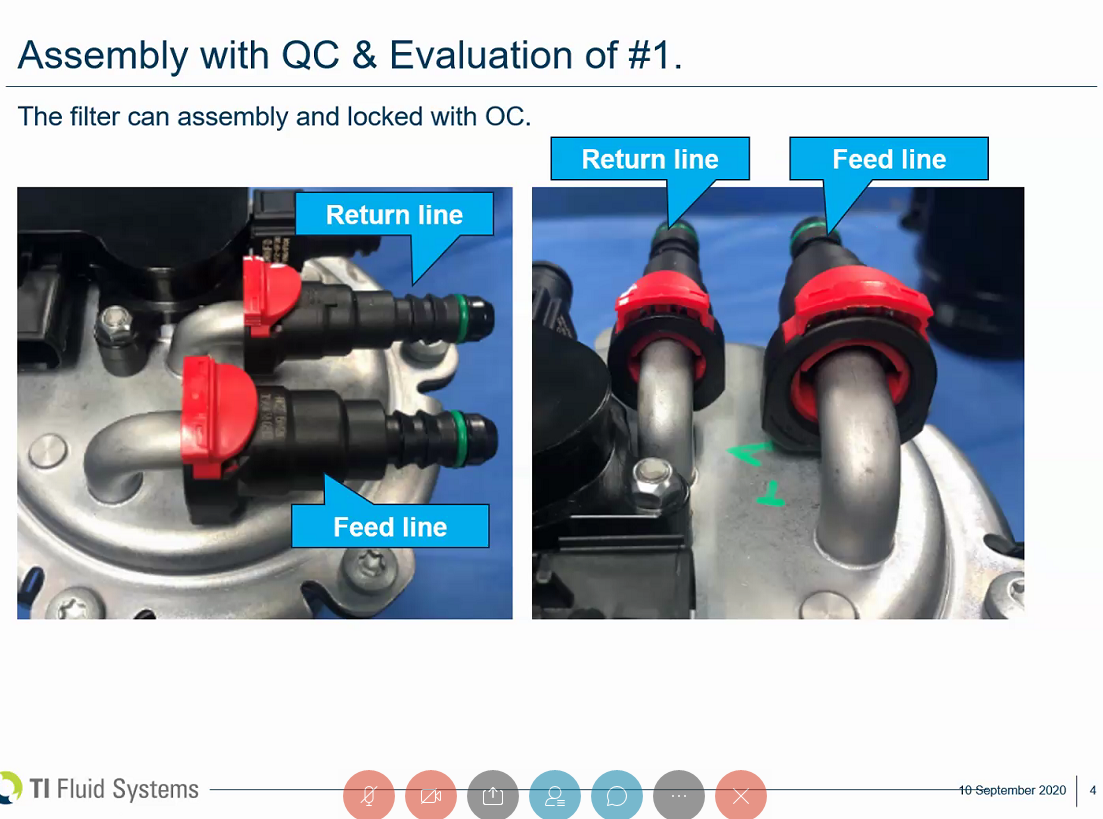 Assembly with QC & Evaluation of #1.
The filter can assembly and locked with OC.
Return line
Feed line
Return line
Feed line
TI Fluid Systems
10 September 2020
4